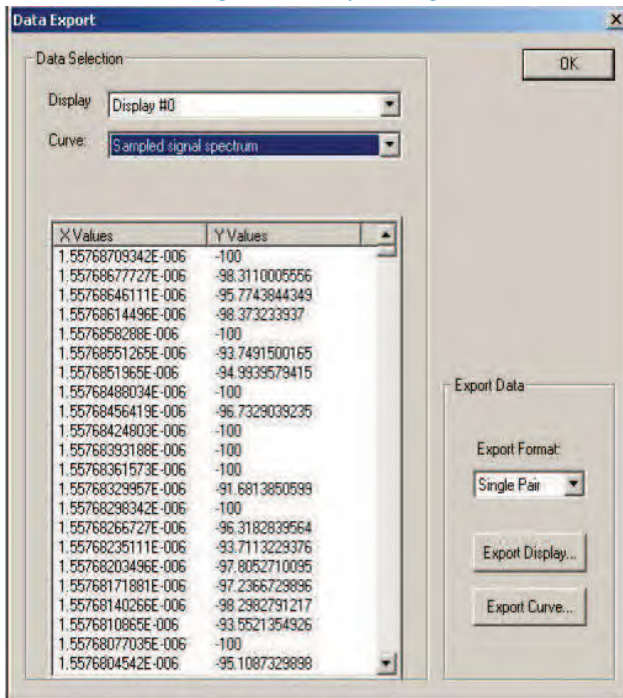 Data Export
Data Selection
OK
Display Display #0
Curve: Sampled signal spectrum
X Values Y Values
1.55768709342E-006 -100
1.55768677727E-006 -98.3110005556
1.55768646111E-006 -95.7743844349
1.55768614496E-006 -98.373233937
1.5576858288E-006 -100
1.55768551265E-006 -93.7491500165
1.5576851965E-006 -94.9939579415
1.55768488034E-006 -100
1.55768456419E-006 -96.7329039235
1.55768424803E-006 -100
1.55768393188E-006 -100
1.55768361573E-006 -100
1.55768329957E-006 -91.6813850599
1.55768298342E-006 -100
1.55768266727E-006 -96.3182839564
1.55768235111E-006 -93.7113229376
1.55768203496E-006 -97.8052710095
1.55768171881E-006 -97.2366729896
1.55768140266E-006 -98.2982791217
1.5576810865E-006 -93.5521354926
1.55768077035E-006 -100
1.5576804542E-006 -95.1087329898
Export Data
Export Format:
Single Pair
Export Display...
Export Curve...